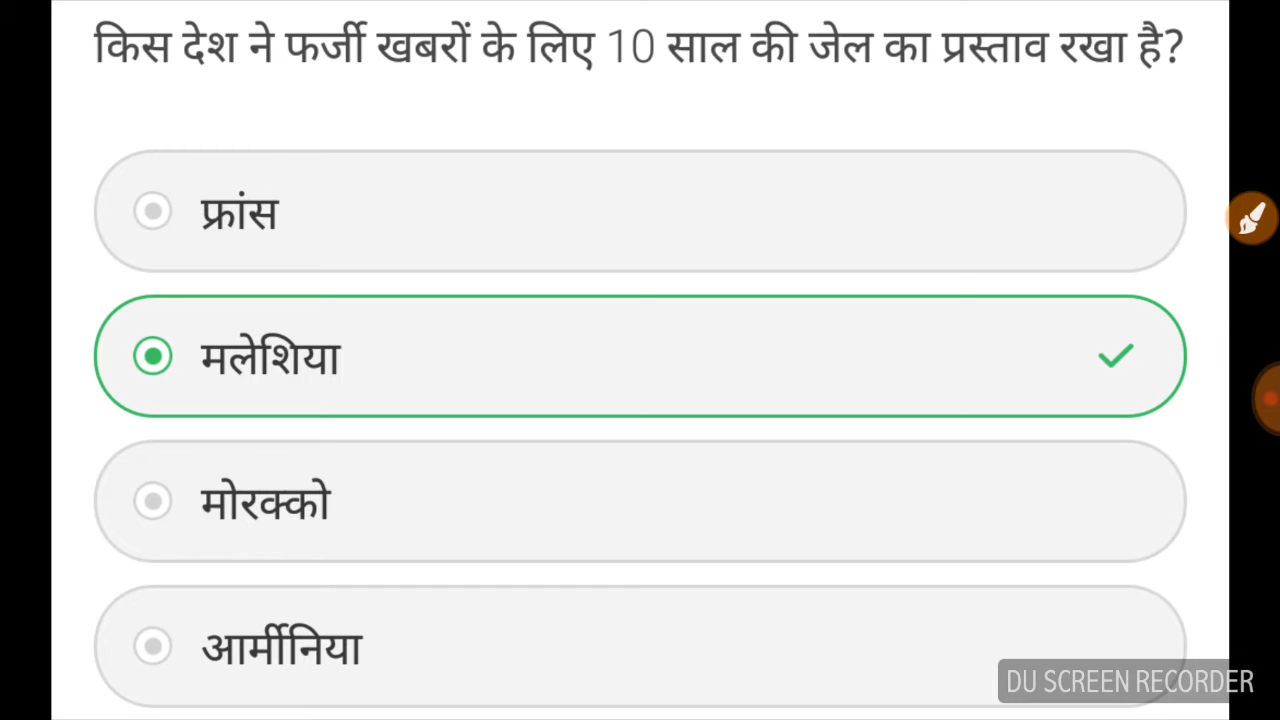 किस देश ने फर्जी खबरों के लिए 10 साल की जेल का प्रस्ताव रखा है?
फ्रांस
मलेशिया
मोरक्को
आर्मीनिया
DU SCREEN RECORDER